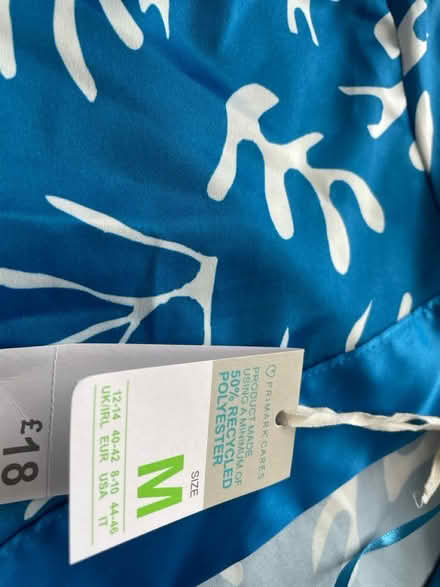 PRIMARK CARES
PRODUCT MADE
USING A MINIMUM OF
50% RECYCLED
POLYESTER
SIZE
M
12-14 40-42 8-10 44-46
UK/IRL EUR USA IT
£18